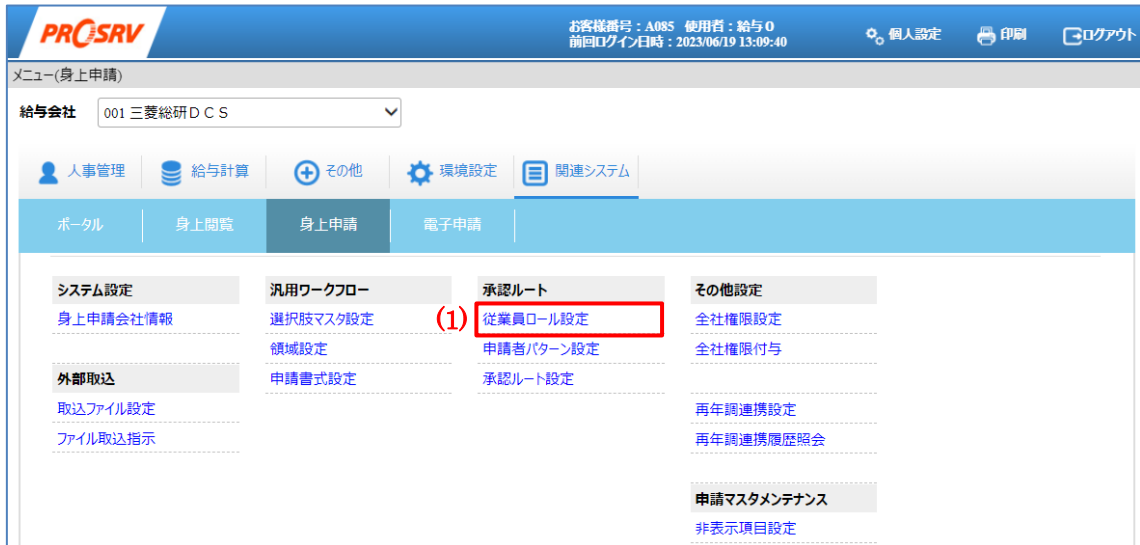 PROSRV
お客様番号：A085 使用者：給与０
前回ログイン日時：2023/06/19 13:09:40
個人設定
印刷
ログアウト
メニュー(身上申請)
給与会社
001 三菱総研ＤＣＳ
人事管理
給与計算
その他
環境設定
関連システム
ポータル
身上閲覧
身上申請
電子申請
システム設定
身上申請会社情報
外部取込
取込ファイル設定
ファイル取込指示
汎用ワークフロー
選択肢マスタ設定
領域設定
申請書式設定
承認ルート
(1)
従業員ロール設定
申請者パターン設定
承認ルート設定
その他設定
全社権限設定
全社権限付与
再年調連携設定
再年調連携履歴照会
申請マスタメンテナンス
非表示項目設定